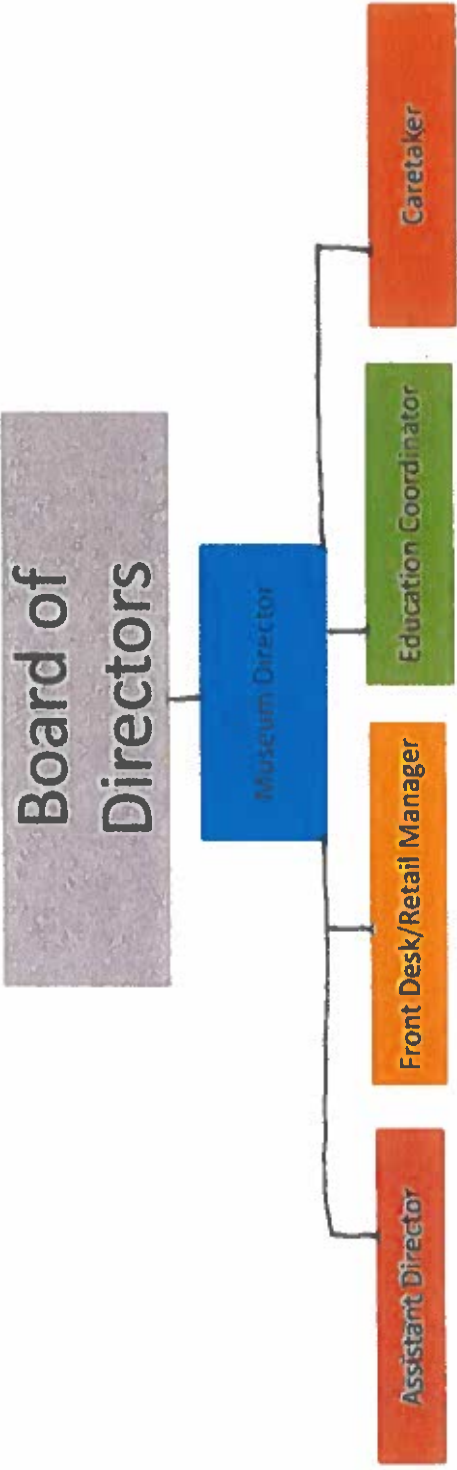 Board of
Directors
Museum Director
Assistant Director
Front Desk/Retail Manager
Education Coordinator
Caretaker